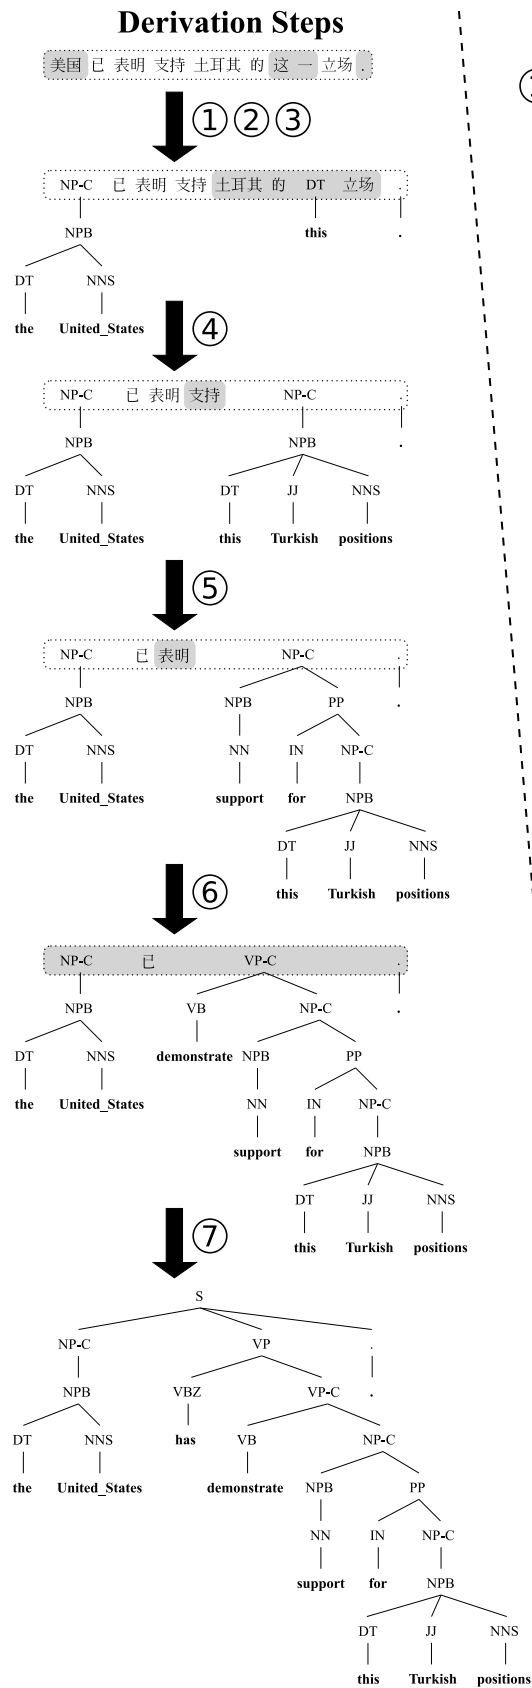 Derivation Steps
美国 已 表明 支持 土耳其 的 这 一 立场 .
① ② ③
NP-C 已 表明 支持 土耳其 的 DT 立场 .
NPB this .
DT NNS
the United_States
④
NP-C 已 表明 支持 NP-C .
NPB NPB .
DT NNS DT JJ NNS
the United_States this Turkish positions
⑤
NP-C 已 表明 NP-C .
NPB NPB PP .
DT NNS NN IN NP-C
the United_States support for NPB
DT JJ NNS
this Turkish positions
⑥
NP-C 已 VP-C .
NPB VB NP-C .
DT NNS demonstrate NPB PP
the United_States NN IN NP-C
support for NPB
DT JJ NNS
this Turkish positions
⑦
S
NP-C VP .
NPB VBZ VP-C .
DT NNS has VB NP-C
the United_States demonstrate NPB PP
NN IN NP-C
support for NPB
DT JJ NNS
this Turkish positions